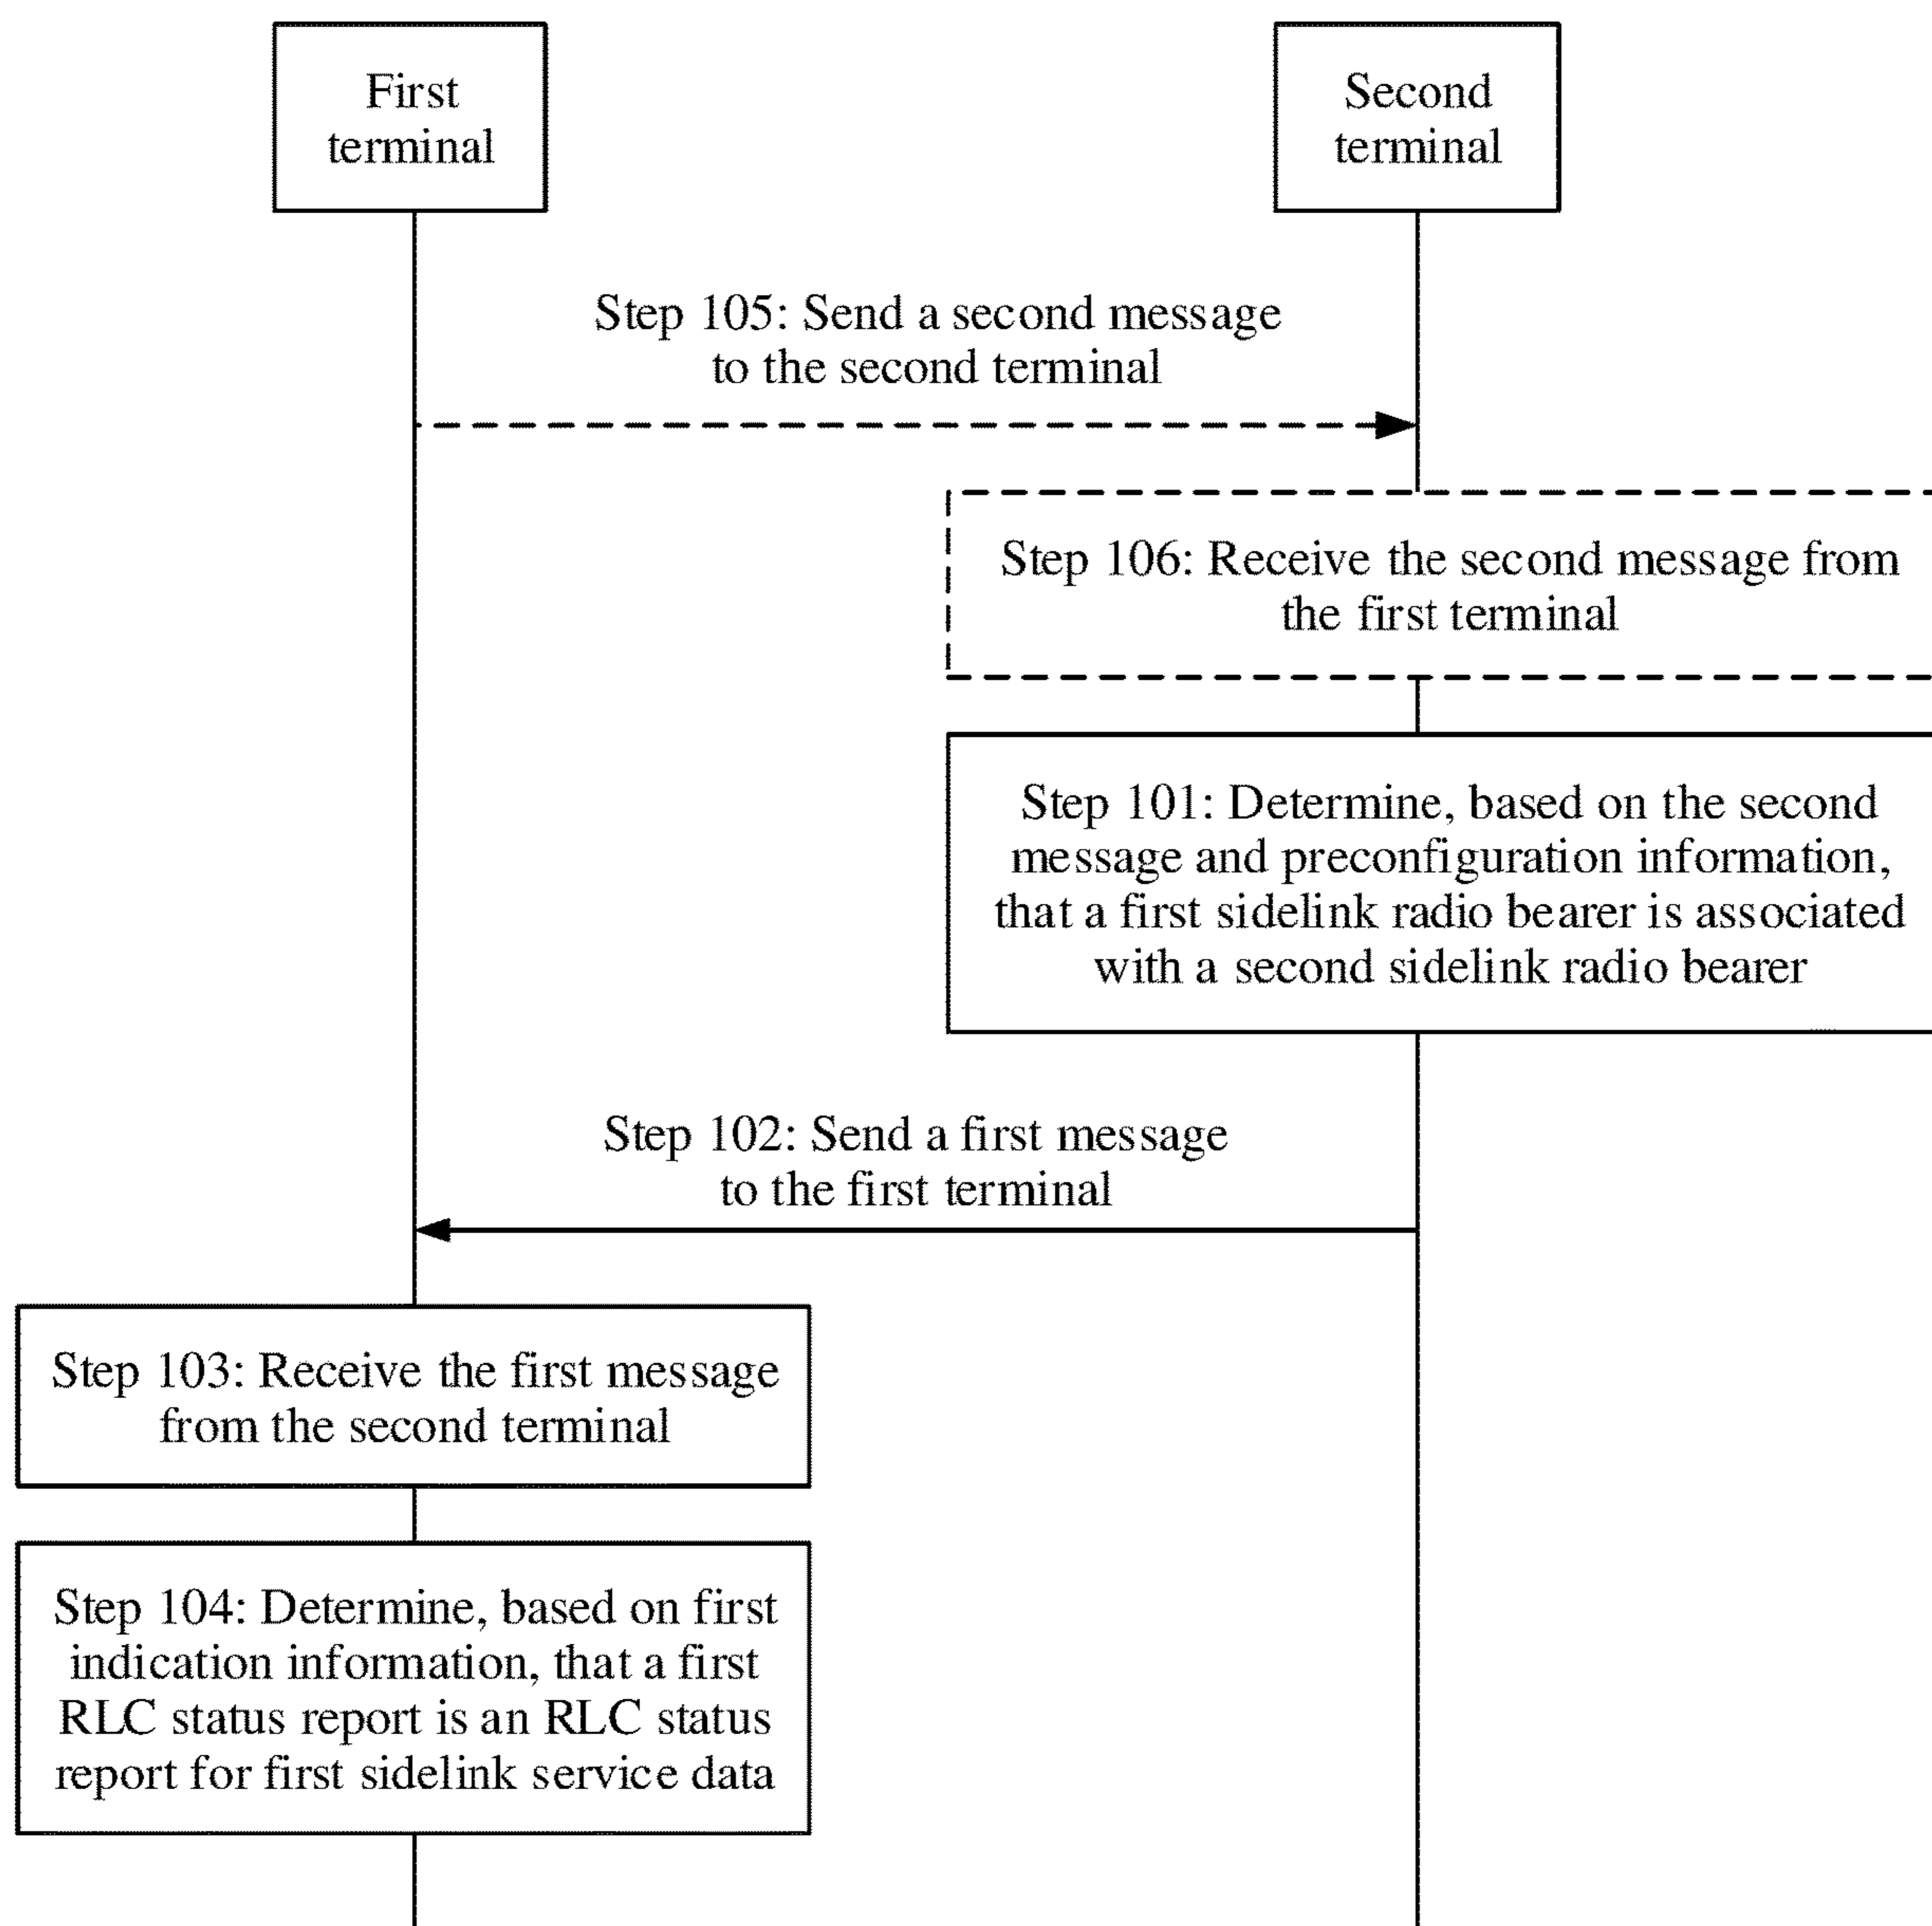 First
terminal
Second
terminal
Step 105: Send a second message
to the second terminal
Step 106: Receive the second message from
the first terminal
Step 101: Determine, based on the second
message and preconfiguration information,
that a first sidelink radio bearer is associated
with a second sidelink radio bearer
Step 102: Send a first message
to the first terminal
Step 103: Receive the first message
from the second terminal
Step 104: Determine, based on first
indication information, that a first
RLC status report is an RLC status
report for first sidelink service data